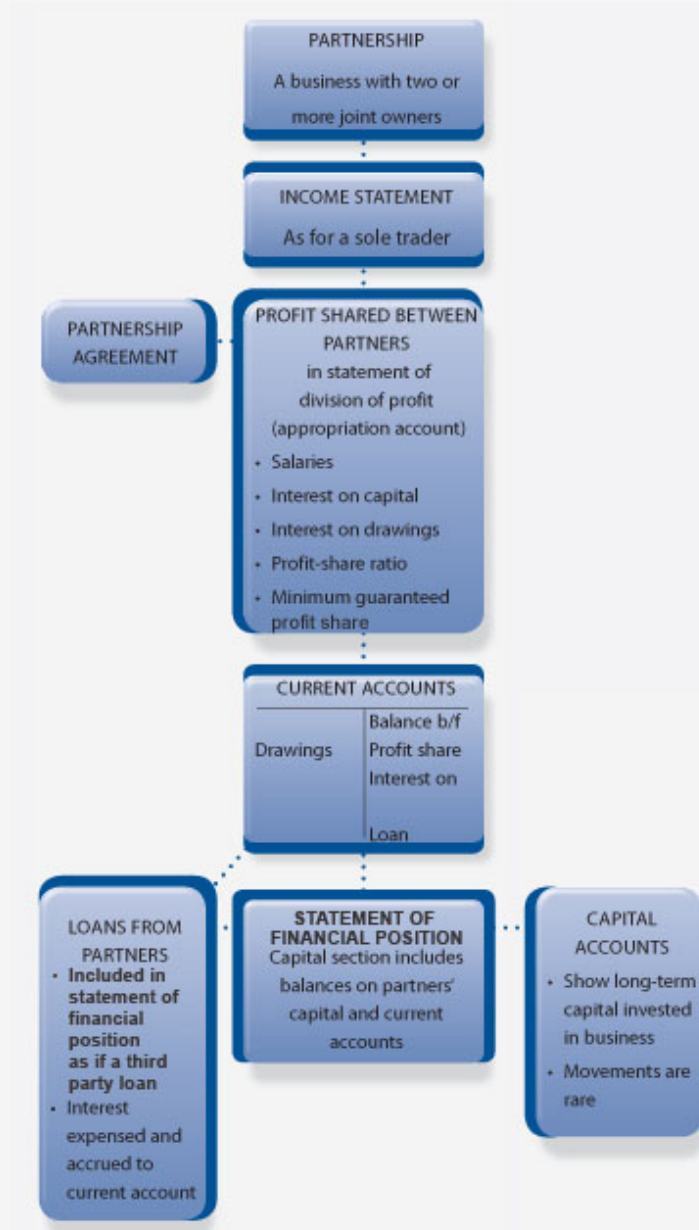 PARTNERSHIP
A business with two or
more joint owners
INCOME STATEMENT
As for a sole trader
PARTNERSHIP
AGREEMENT
PROFIT SHARED BETWEEN
PARTNERS
in statement of
division of profit
(appropriation account)
• Salaries
• Interest on capital
• Interest on drawings
• Profit-share ratio
• Minimum guaranteed
profit share
CURRENT ACCOUNTS
Balance b/f
Drawings Profit share
Interest on
Loan
LOANS FROM
PARTNERS
• Included in
statement of
financial
position
as if a third
party loan
• Interest
expensed and
accrued to
current account
STATEMENT OF
FINANCIAL POSITION
Capital section includes
balances on partners'
capital and current
accounts
CAPITAL
ACCOUNTS
• Show long-term
capital invested
in business
• Movements are
rare